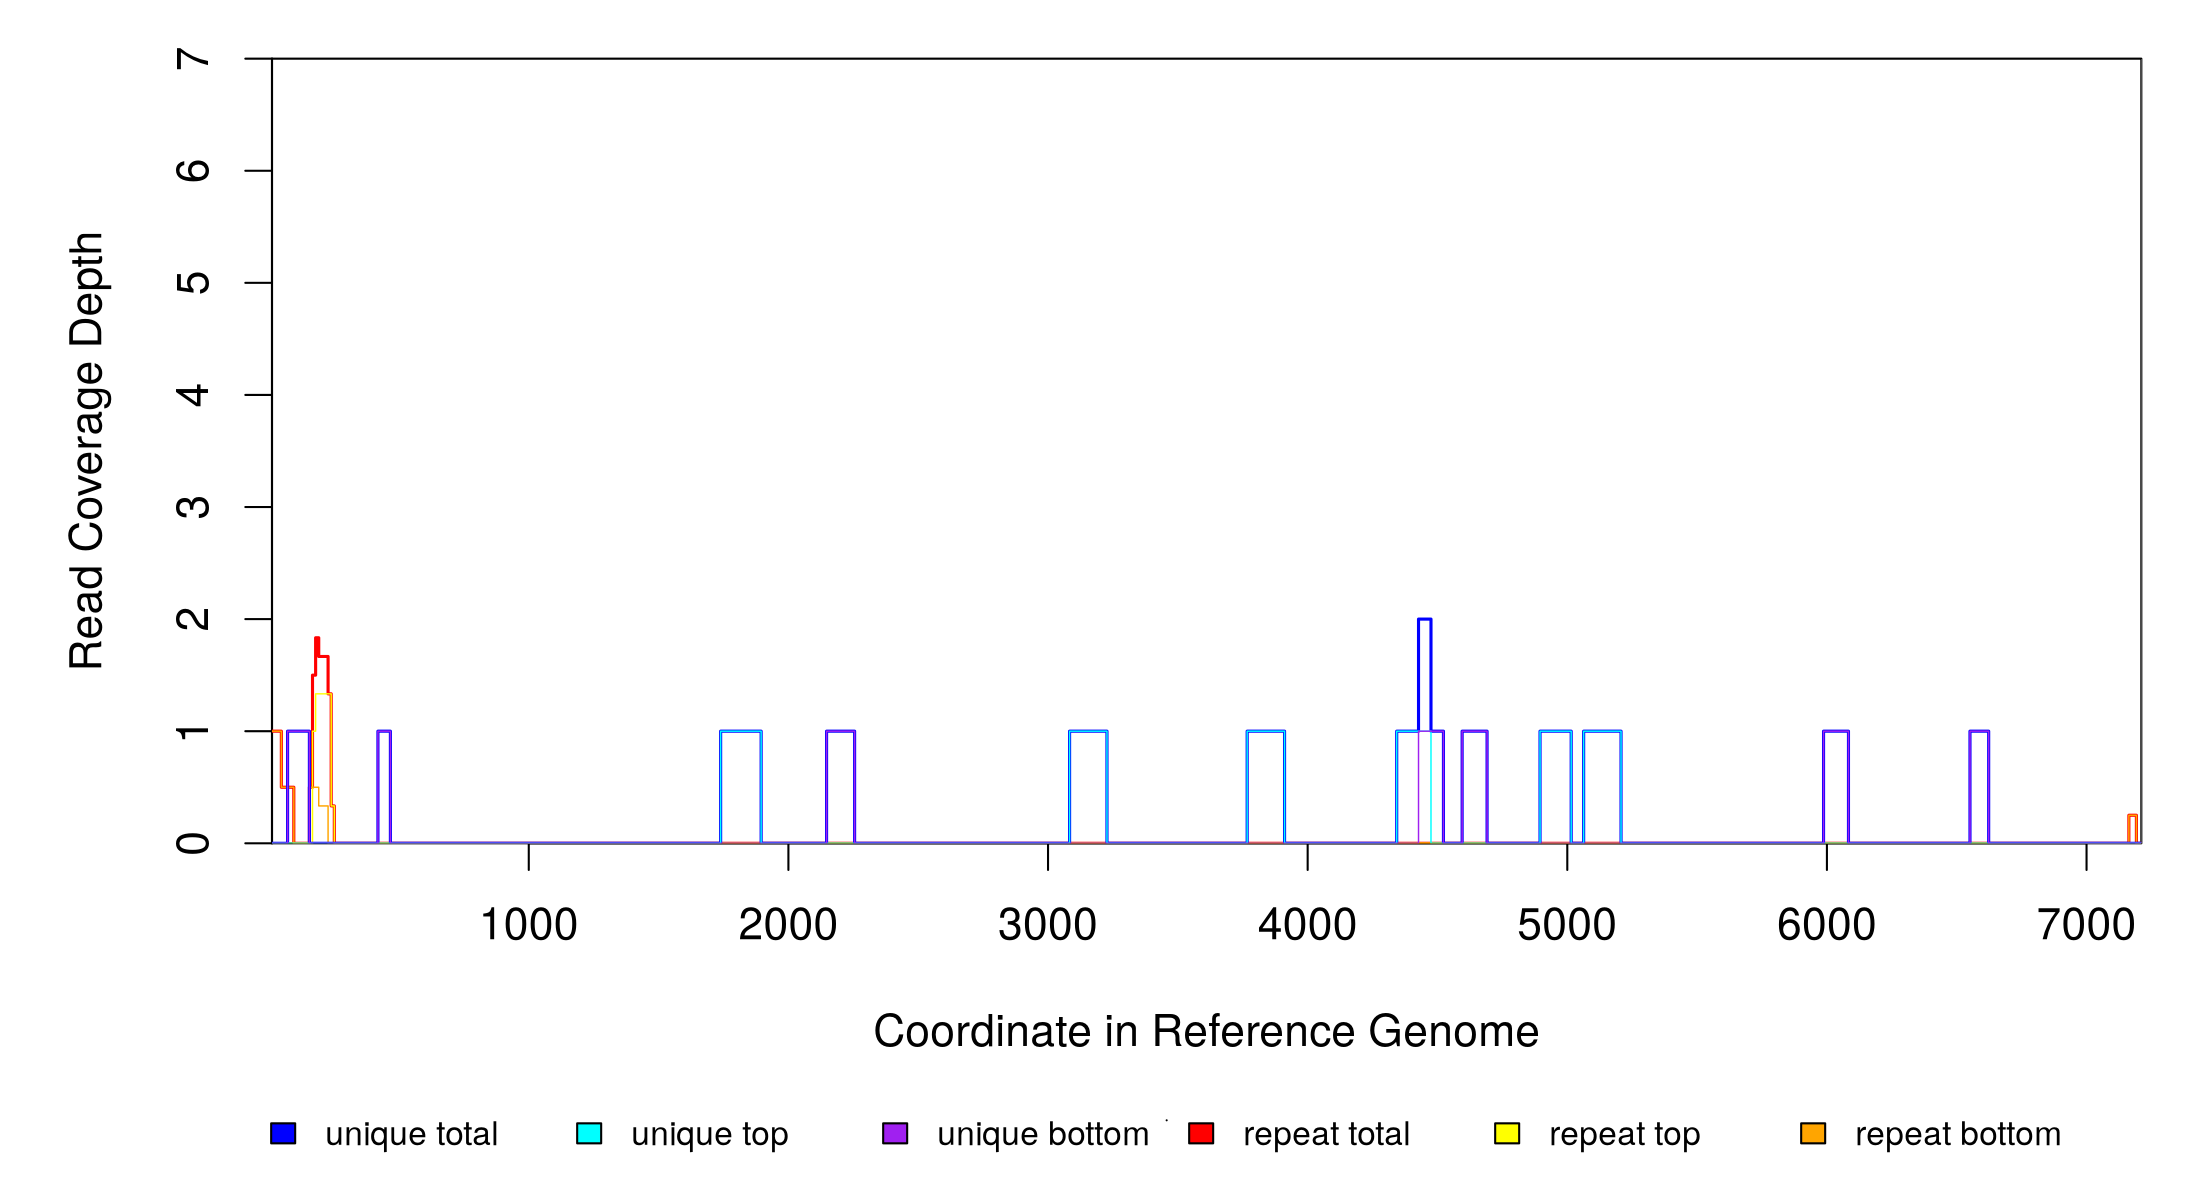 7
6
5
4
3
2
1
0
Read Coverage Depth
1000 2000 3000 4000 5000 6000 7000
Coordinate in Reference Genome
unique total unique top unique bottom repeat total repeat top repeat bottom